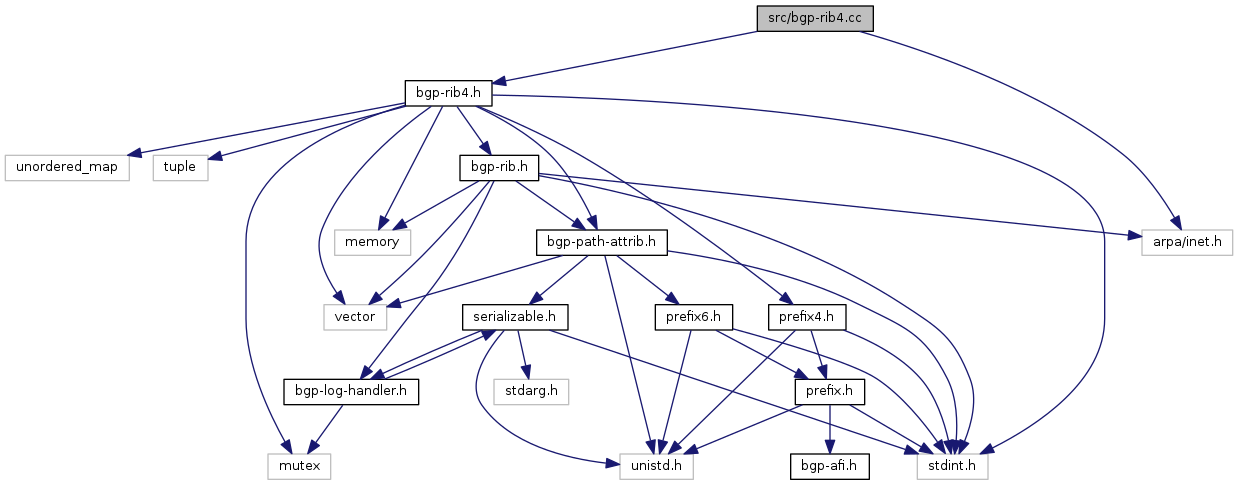 src/bgp-rib4.cc
bgp-rib4.h
unordered_map
tuple
bgp-rib.h
memory
bgp-path-attrib.h
arpa/inet.h
vector
serializable.h
prefix6.h
prefix4.h
bgp-log-handler.h
stdarg.h
prefix.h
mutex
unistd.h
bgp-afi.h
stdint.h